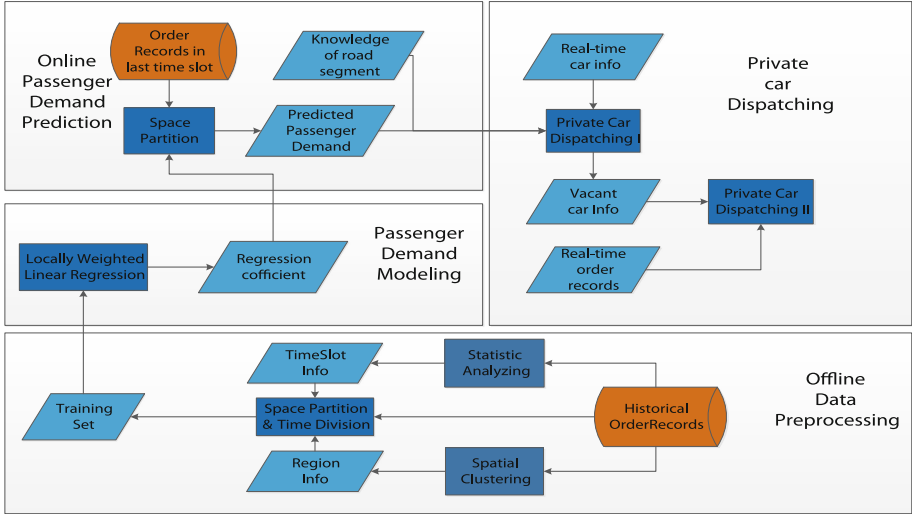 Online
Passenger
Demand
Prediction
Order
Records in
last time slot
Knowledge
of road
segment
Space
Partition
Predicted
Passenger
Demand
Real-time
car info
Private
car
Dispatching
Private Car
Dispatching I
Vacant
car Info
Private Car
Dispatching II
Real-time
order
records
Locally Weighted
Linear Regression
Regression
cofficient
Passenger
Demand
Modeling
TimeSlot
Info
Statistic
Analyzing
Offline
Data
Preprocessing
Training
Set
Space Partition
& Time Division
Historical
OrderRecords
Region
Info
Spatial
Clustering